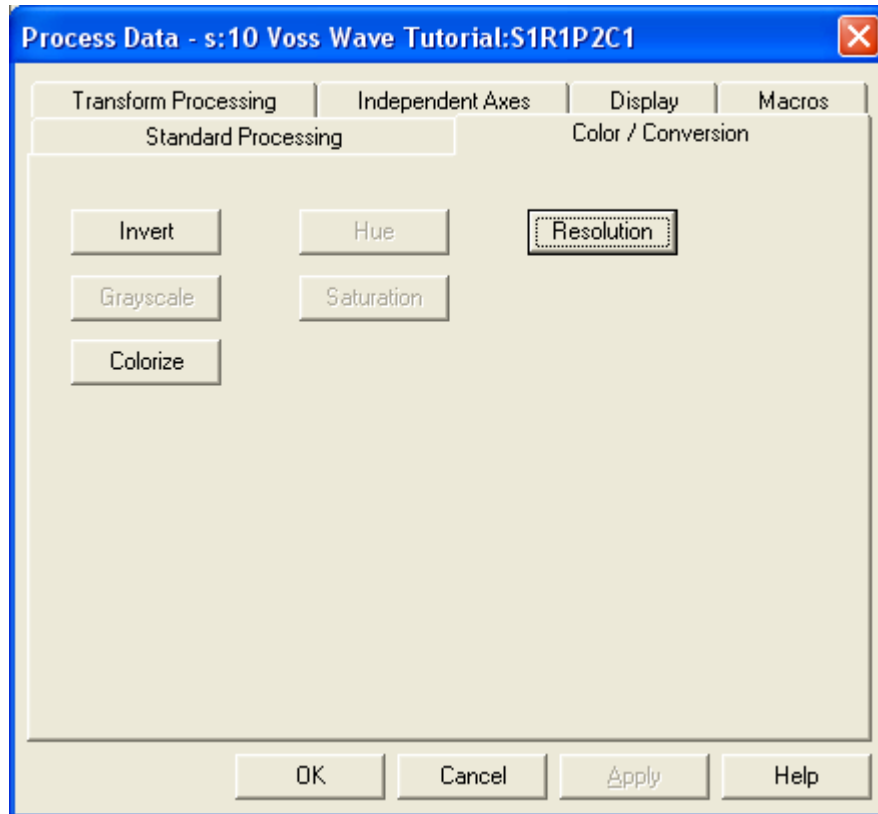 Process Data - s:10 Voss Wave Tutorial:S1R1P2C1
Transform Processing Independent Axes Display Macros
Standard Processing Color / Conversion
Invert Hue Resolution
Grayscale Saturation
Colorize
OK Cancel Apply Help